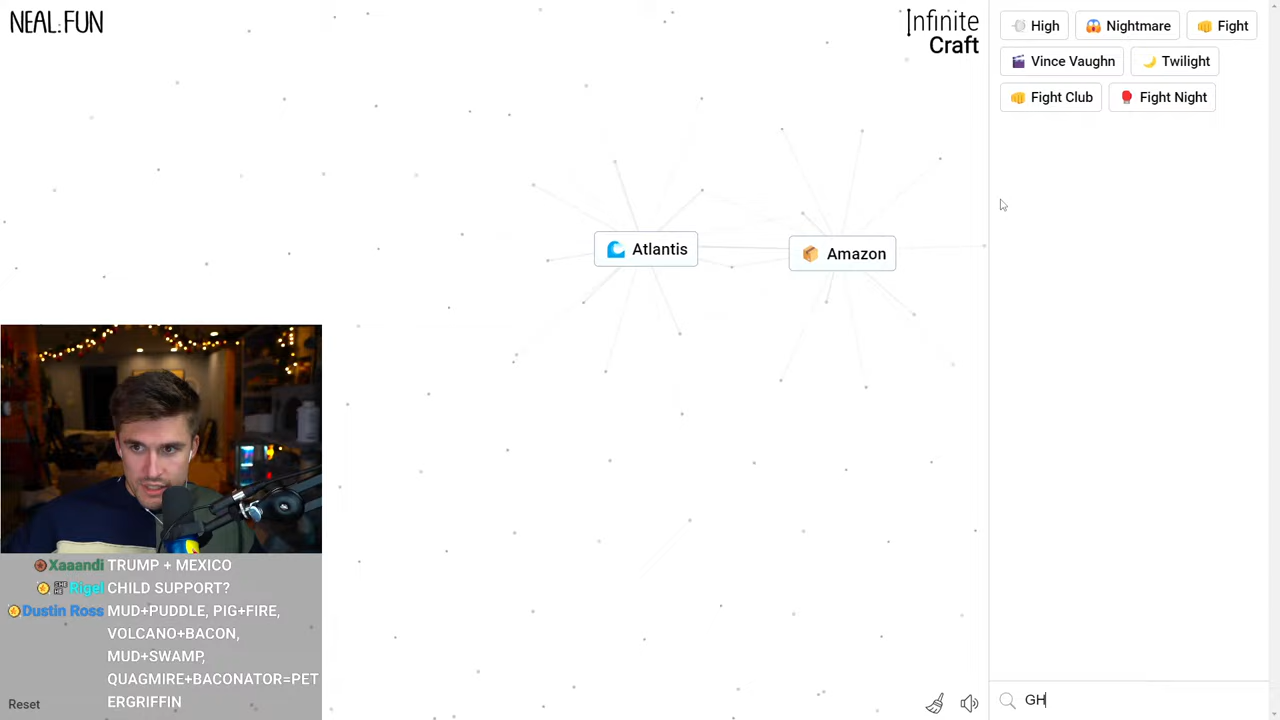 NEAL.FUN
Infinite
Craft
High
Nightmare
Fight
Vince Vaughn
Twilight
Fight Club
Fight Night
Atlantis
Amazon
Xaaandi TRUMP + MEXICO
SHE HE Rigel CHILD SUPPORT?
Dustin Ross MUD+PUDDLE, PIG+FIRE,
VOLCANO+BACON,
MUD+SWAMP,
QUAGMIRE+BACONATOR=PET
ERGRIFFIN
Reset
GH